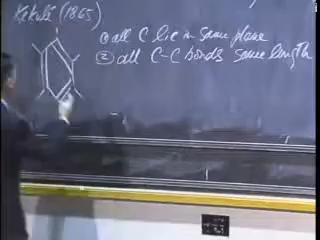 Kekulé (1865)
① all C lie in same plane
② all C-C bonds same length